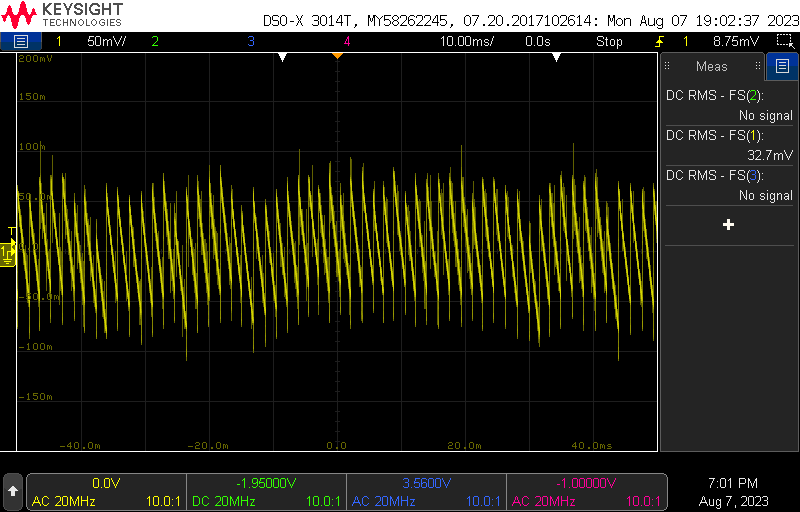 KEYSIGHT
TECHNOLOGIES
DSO-X 3014T, MY58262245, 07.20.2017102614: Mon Aug 07 19:02:37 2023
1 50mV/ 2 3 4 10.00ms/ 0.0s Stop 1 8.75mV
200mV
150m
100m
50.0m
0.0
-50.0m
-100m
-150m
-40.0m -20.0m 0.0 20.0m 40.0ms
T
1
Meas
DC RMS - FS(2):
No signal
DC RMS - FS(1):
32.7mV
DC RMS - FS(3):
No signal
+
0.0V -1.95000V 3.5600V -1.00000V
AC 20MHz 10.0:1 DC 20MHz 10.0:1 AC 20MHz 10.0:1 AC 20MHz 10.0:1
7:01 PM
Aug 7, 2023